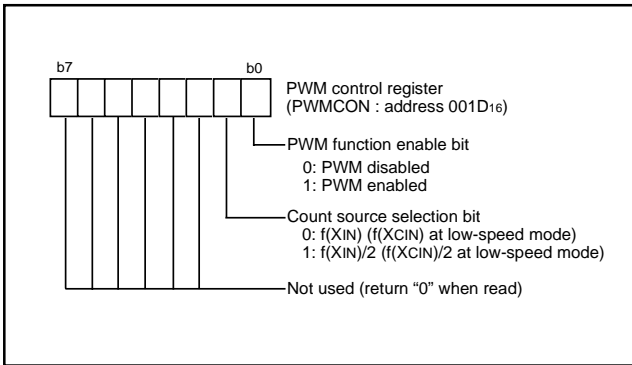 b7 b0
PWM control register
(PWMCON : address 001D16)
PWM function enable bit
0: PWM disabled
1: PWM enabled
Count source selection bit
0: f(XIN) (f(XCIN) at low-speed mode)
1: f(XIN)/2 (f(XCIN)/2 at low-speed mode)
Not used (return “0” when read)